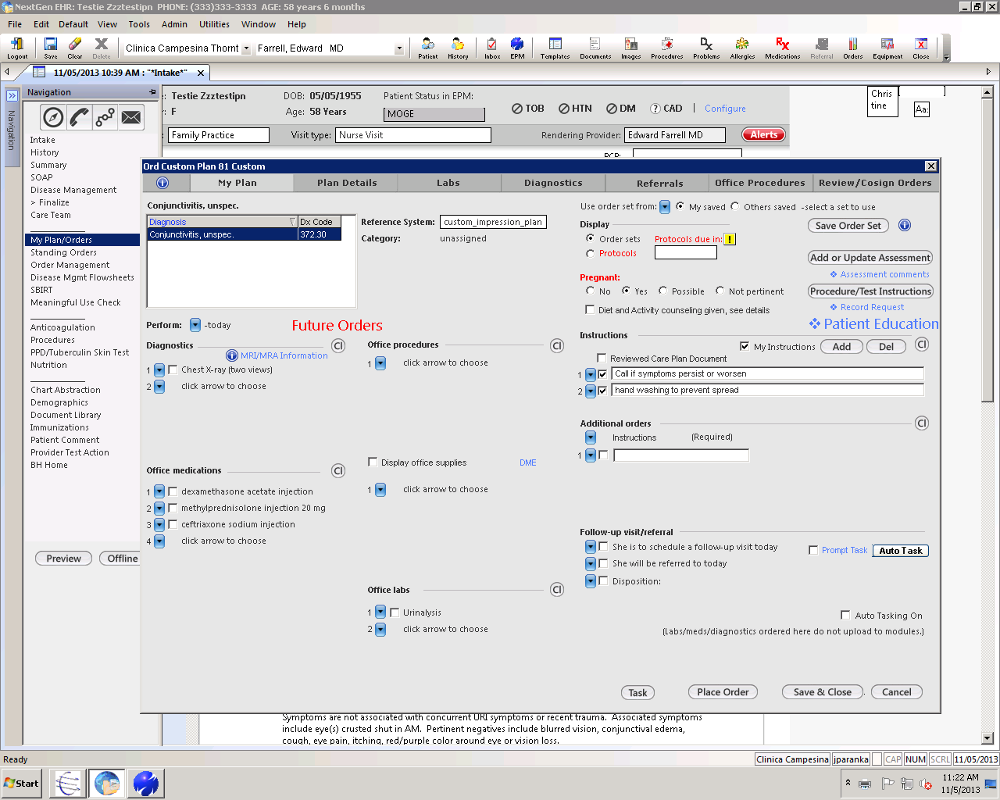 NextGen EHR: Testie Zzztestipn PHONE: (333)333-3333 AGE: 58 years 6 months
File Edit Default View Tools Admin Utilities Window Help
Logout Save Clear Delete Clinica Campesina Thornt Farrell, Edward MD Patient History Inbox EPM Templates Documents Images Procedures Problems Allergies Medications Referral Orders Equipment Close
11/05/2013 10:39 AM : "*Intake*"
Navigation
Navigation
Intake
History
Summary
SOAP
Disease Management
> Finalize
Care Team
My Plan/Orders
Standing Orders
Order Management
Disease Mgmt Flowsheets
SBIRT
Meaningful Use Check
Anticoagulation
Procedures
PPD/Tuberculin Skin Test
Nutrition
Chart Abstraction
Demographics
Document Library
Immunizations
Patient Comment
Provider Test Action
BH Home
Preview Offline
Testie Zzztestipn DOB: 05/05/1955 Patient Status in EPM:
F Age: 58 Years MOGE
TOB HTN DM ? CAD | Configure
Family Practice Visit type: Nurse Visit Rendering Provider: Edward Farrell MD Alerts
Chris
tine
Aa:
PCP:
Ord Custom Plan 81 Custom
My Plan Plan Details Labs Diagnostics Referrals Office Procedures Review/Cosign Orders
Conjunctivitis, unspec.
Diagnosis Dx Code
Conjunctivitis, unspec. 372.30
Reference System: custom_impression_plan
Category: unassigned
Use order set from: My saved Others saved -select a set to use
Display
Order sets Protocols due in: !
Protocols
Save Order Set
Add or Update Assessment
Assessment comments
Procedure/Test Instructions
Record Request
Patient Education
Pregnant:
No Yes Possible Not pertinent
Diet and Activity counseling given, see details
Perform: -today Future Orders
Diagnostics CI
MRI/MRA Information
1 Chest X-ray (two views)
2 click arrow to choose
Office procedures CI
1 click arrow to choose
Instructions
My Instructions Add Del CI
Reviewed Care Plan Document
1 Call if symptoms persist or worsen
2 hand washing to prevent spread
Additional orders CI
Instructions (Required)
1
Office medications CI
1 dexamethasone acetate injection
2 methylprednisolone injection 20 mg
3 ceftriaxone sodium injection
4 click arrow to choose
Display office supplies DME
1 click arrow to choose
Follow-up visit/referral
She is to schedule a follow-up visit today
She will be referred to today
Disposition:
Prompt Task Auto Task
Office labs CI
1 Urinalysis
2 click arrow to choose
Auto Tasking On
(Labs/meds/diagnostics ordered here do not upload to modules.)
Task Place Order Save & Close . Cancel
Symptoms are not associated with concurrent URI symptoms or recent trauma. Associated symptoms
include eye(s) crusted shut in AM. Pertinent negatives include blurred vision, conjunctival edema,
cough, eye pain, itching, red/purple color around eye or vision loss.
Ready Clinica Campesina jparanka CAP NUM SCRL 11/05/2013
Start 11:22 AM
11/5/2013